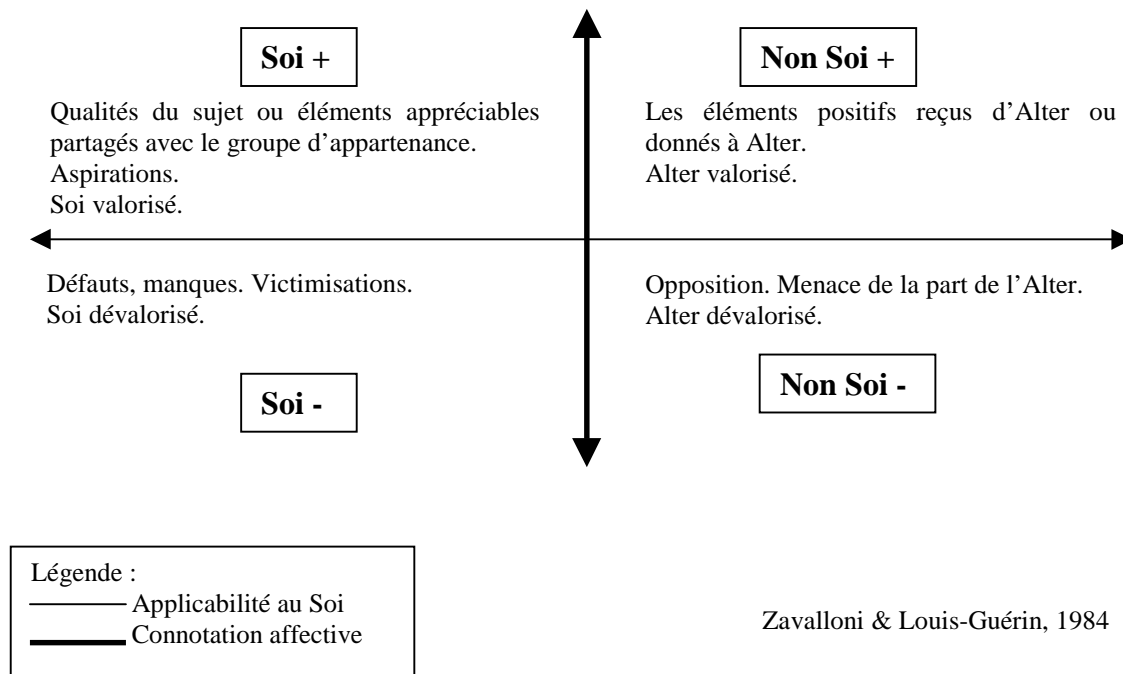 Soi +
Qualités du sujet ou éléments appréciables
partagés avec le groupe d’appartenance.
Aspirations.
Soi valorisé.
Non Soi +
Les éléments positifs reçus d’Alter ou
donnés à Alter.
Alter valorisé.
Défauts, manques. Victimisations.
Soi dévalorisé.
Soi -
Opposition. Menace de la part de l’Alter.
Alter dévalorisé.
Non Soi -
Légende :
Applicabilité au Soi
Connotation affective
Zavalloni & Louis-Guérin, 1984